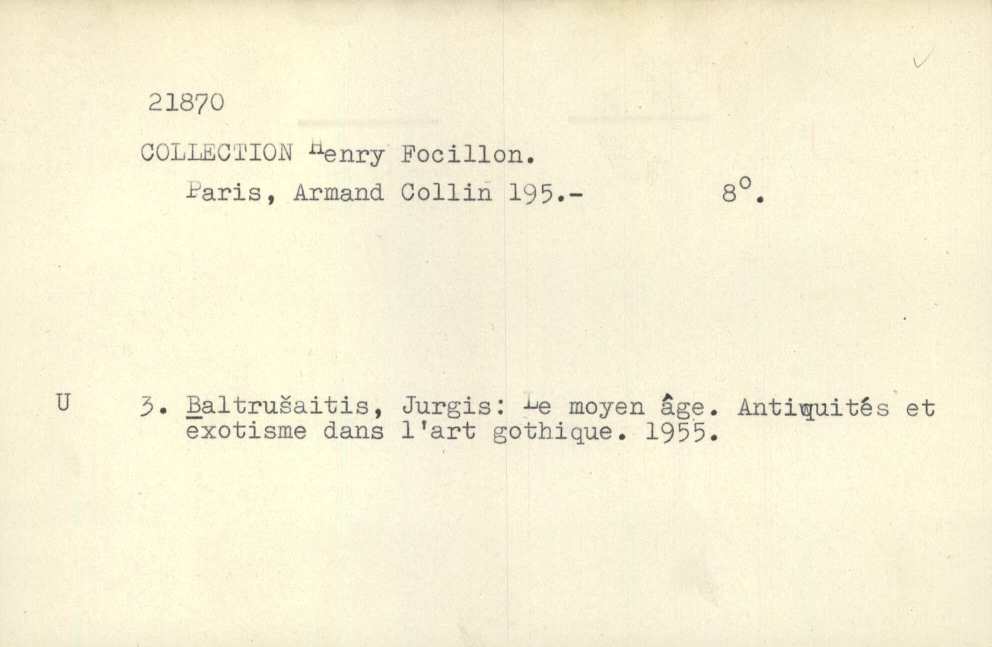 21870
COLLECTION Henry Focillon.
Paris, Armand Collin 195.- 8°.
U 3. Baltrušaitis, Jurgis: Le moyen âge. Antiquités et
exotisme dans l'art gothique. 1955.